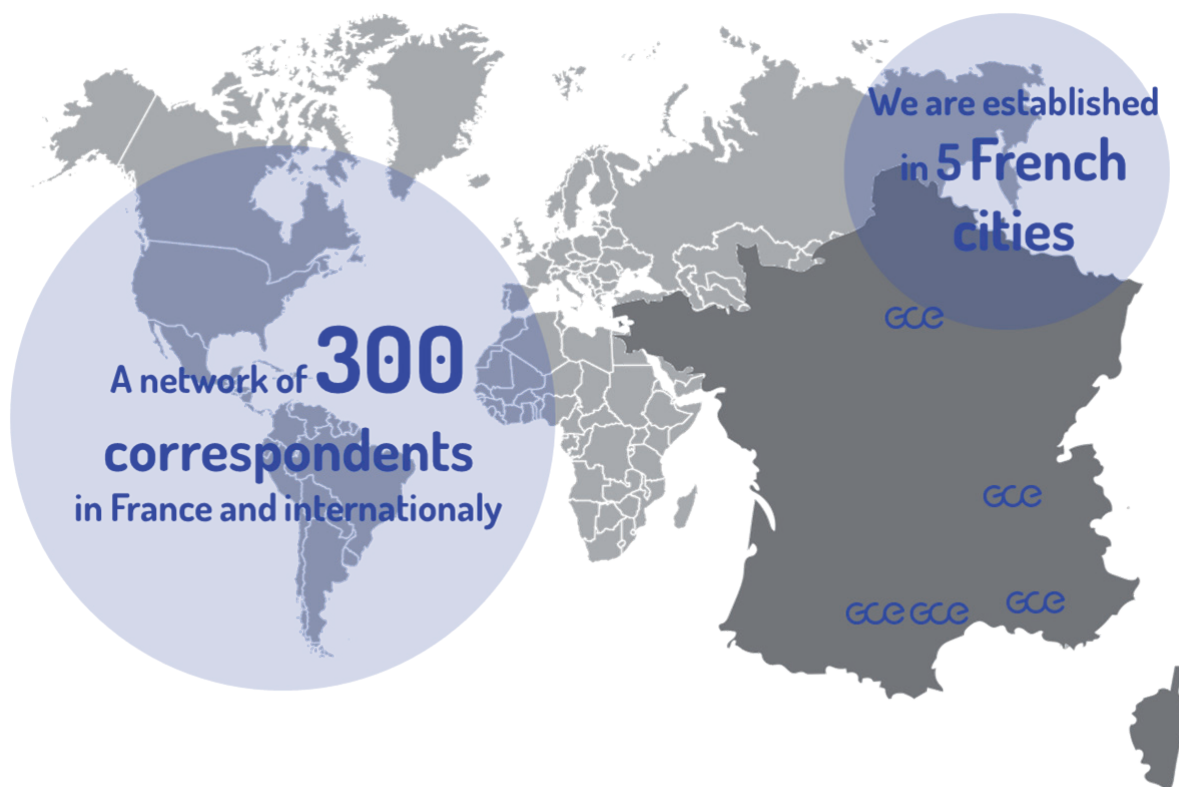 We are established
in 5 French
cities
A network of 300
correspondents
in France and internationaly
GCE
GCE
GCE GCE
GCE